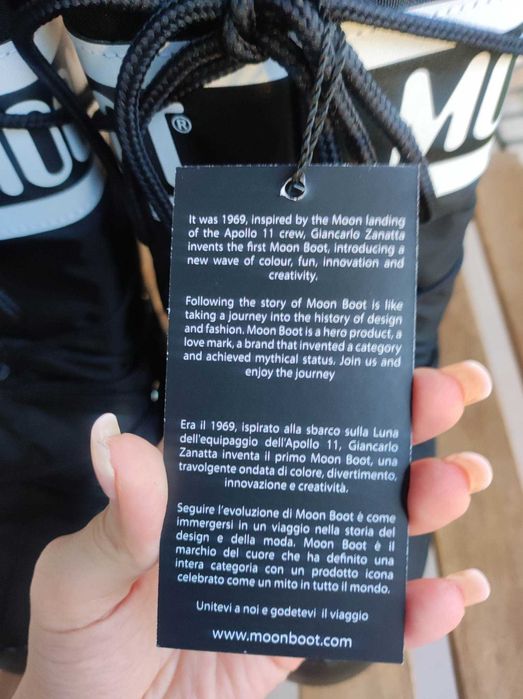 MOO
BOOT®
MO
It was 1969, inspired by the Moon landing
of the Apollo 11 crew, Giancarlo Zanatta
invents the first Moon Boot, introducing a
new wave of colour, fun, innovation and
creativity.
Following the story of Moon Boot is like
taking a journey into the history of design
and fashion. Moon Boot is a hero product, a
love mark, a brand that invented a category
and achieved mythical status. Join us and
enjoy the journey
Era il 1969, ispirato alla sbarco sulla Luna
dell'equipaggio dell'Apollo 11, Giancarlo
Zanatta inventa il primo Moon Boot, una
travolgente ondata di colore, divertimento,
innovazione e creatività.
Seguire l'evoluzione di Moon Boot è come
immergersi in un viaggio nella storia del
design e della moda. Moon Boot è il
marchio del cuore che ha definito una
intera categoria con un prodotto icona
celebrato come un mito in tutto il mondo.
Unitevi a noi e godetevi il viaggio
www.moonboot.com